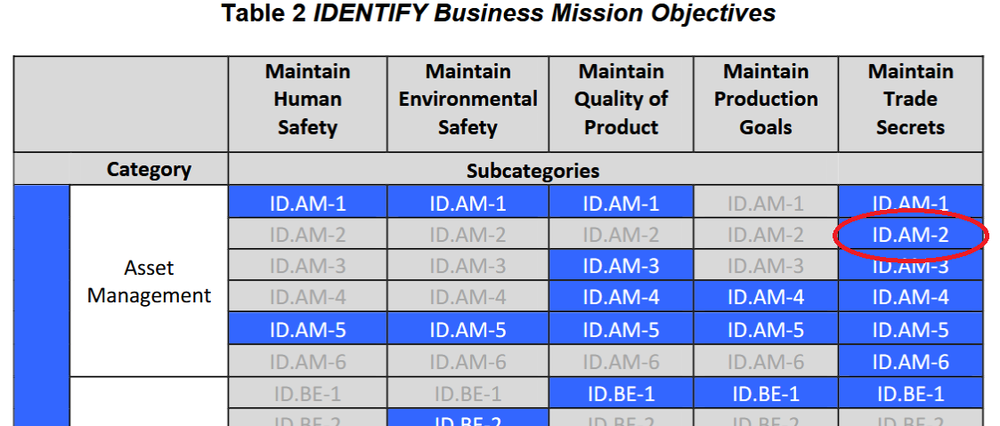 Table 2 IDENTIFY Business Mission Objectives
Maintain Human Safety
Maintain Environmental Safety
Maintain Quality of Product
Maintain Production Goals
Maintain Trade Secrets
Category Subcategories
Asset Management
ID.AM-1 ID.AM-1 ID.AM-1 ID.AM-1 ID.AM-1
ID.AM-2 ID.AM-2 ID.AM-2 ID.AM-2 ID.AM-2
ID.AM-3 ID.AM-3 ID.AM-3 ID.AM-3 ID.AM-3
ID.AM-4 ID.AM-4 ID.AM-4 ID.AM-4 ID.AM-4
ID.AM-5 ID.AM-5 ID.AM-5 ID.AM-5 ID.AM-5
ID.AM-6 ID.AM-6 ID.AM-6 ID.AM-6 ID.AM-6
ID.BE-1 ID.BE-1 ID.BE-1 ID.BE-1 ID.BE-1
ID.BE-2 ID.BE-2 ID.BE-2 ID.BE-2 ID.BE-2